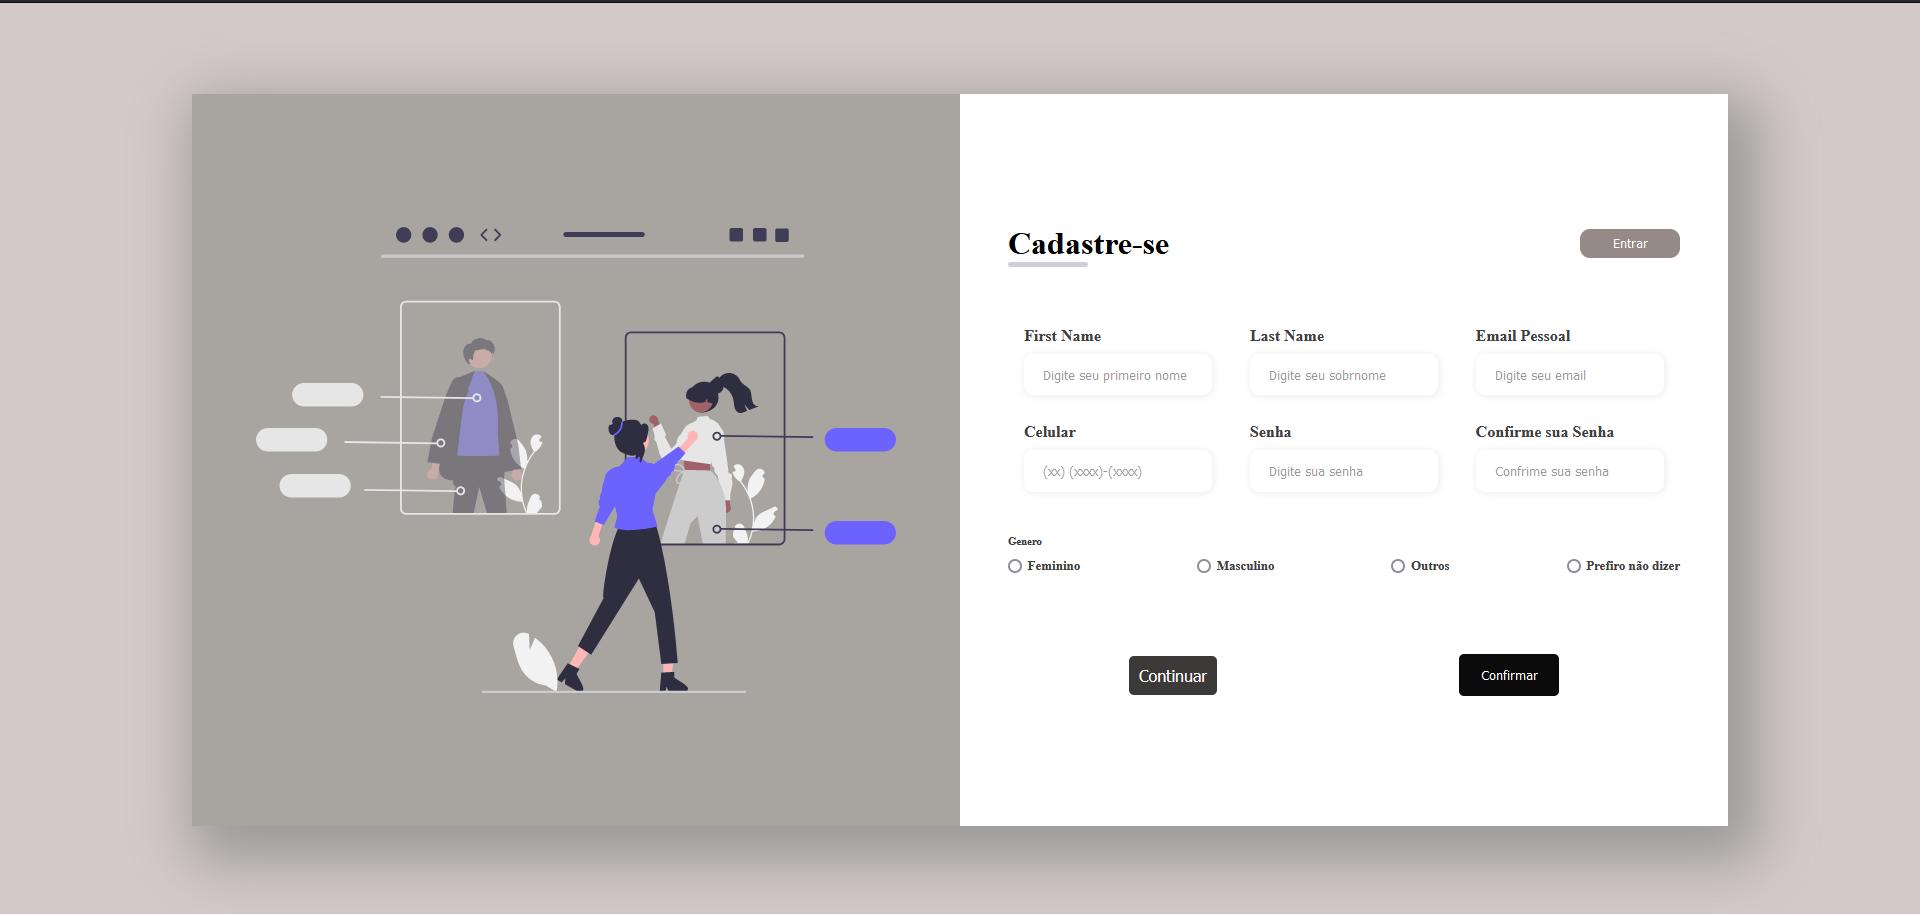 Cadastre-se
Entrar
First Name
Last Name
Email Pessoal
Digite seu primeiro nome
Digite seu sobrnome
Digite seu email
Celular
Senha
Confirme sua Senha
(xx) (xxxx)-(xxxx)
Digite sua senha
Confrime sua senha
Genero
Feminino
Masculino
Outros
Prefiro não dizer
Continuar
Confirmar